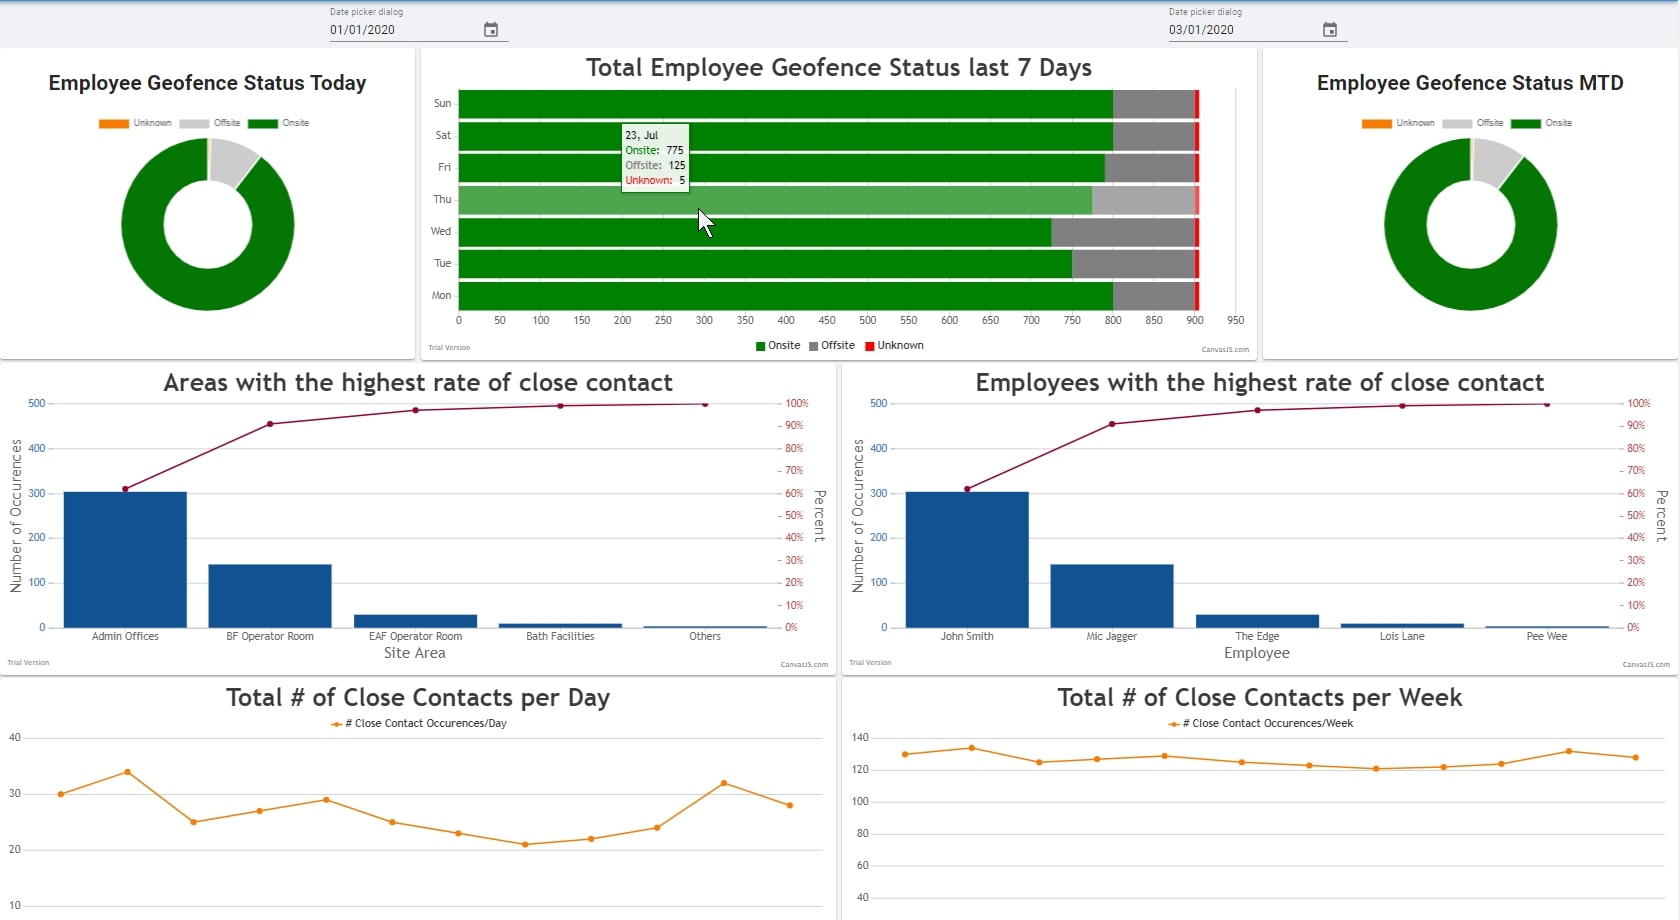 Date picker dialog
01/01/2020
Date picker dialog
03/01/2020
Employee Geofence Status Today
Unknown Offsite Onsite
Total Employee Geofence Status last 7 Days
Sun
Sat
Fri
Thu
Wed
Tue
Mon
23, Jul
Onsite: 775
Offsite: 125
Unknown: 5
0 50 100 150 200 250 300 350 400 450 500 550 600 650 700 750 800 850 900 950
Onsite Offsite Unknown
Trial Version
CanvasJS.com
Employee Geofence Status MTD
Unknown Offsite Onsite
Areas with the highest rate of close contact
Number of Occurences
500
400
300
200
100
0
100%
90%
80%
70%
60%
50%
40%
30%
20%
10%
0%
Percent
Admin Offices BF Operator Room EAF Operator Room Bath Facilities Others
Site Area
Trial Version
CanvasJS.com
Employees with the highest rate of close contact
Number of Occurences
500
400
300
200
100
0
100%
90%
80%
70%
60%
50%
40%
30%
20%
10%
0%
Percent
John Smith Mic Jagger The Edge Lois Lane Pee Wee
Employee
Trial Version
CanvasJS.com
Total # of Close Contacts per Day
# Close Contact Occurences/Day
40
30
20
10
Total # of Close Contacts per Week
# Close Contact Occurences/Week
140
120
100
80
60
40